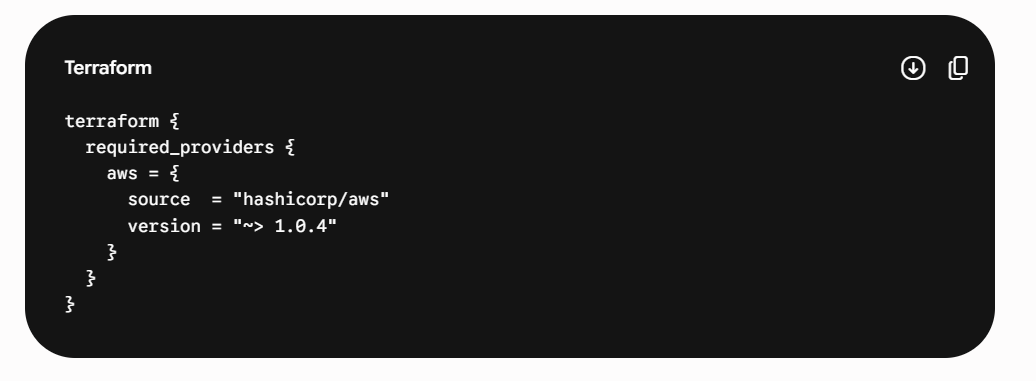 Terraform
terraform {
  required_providers {
    aws = {
      source  = "hashicorp/aws"
      version = "~> 1.0.4"
    }
  }
}